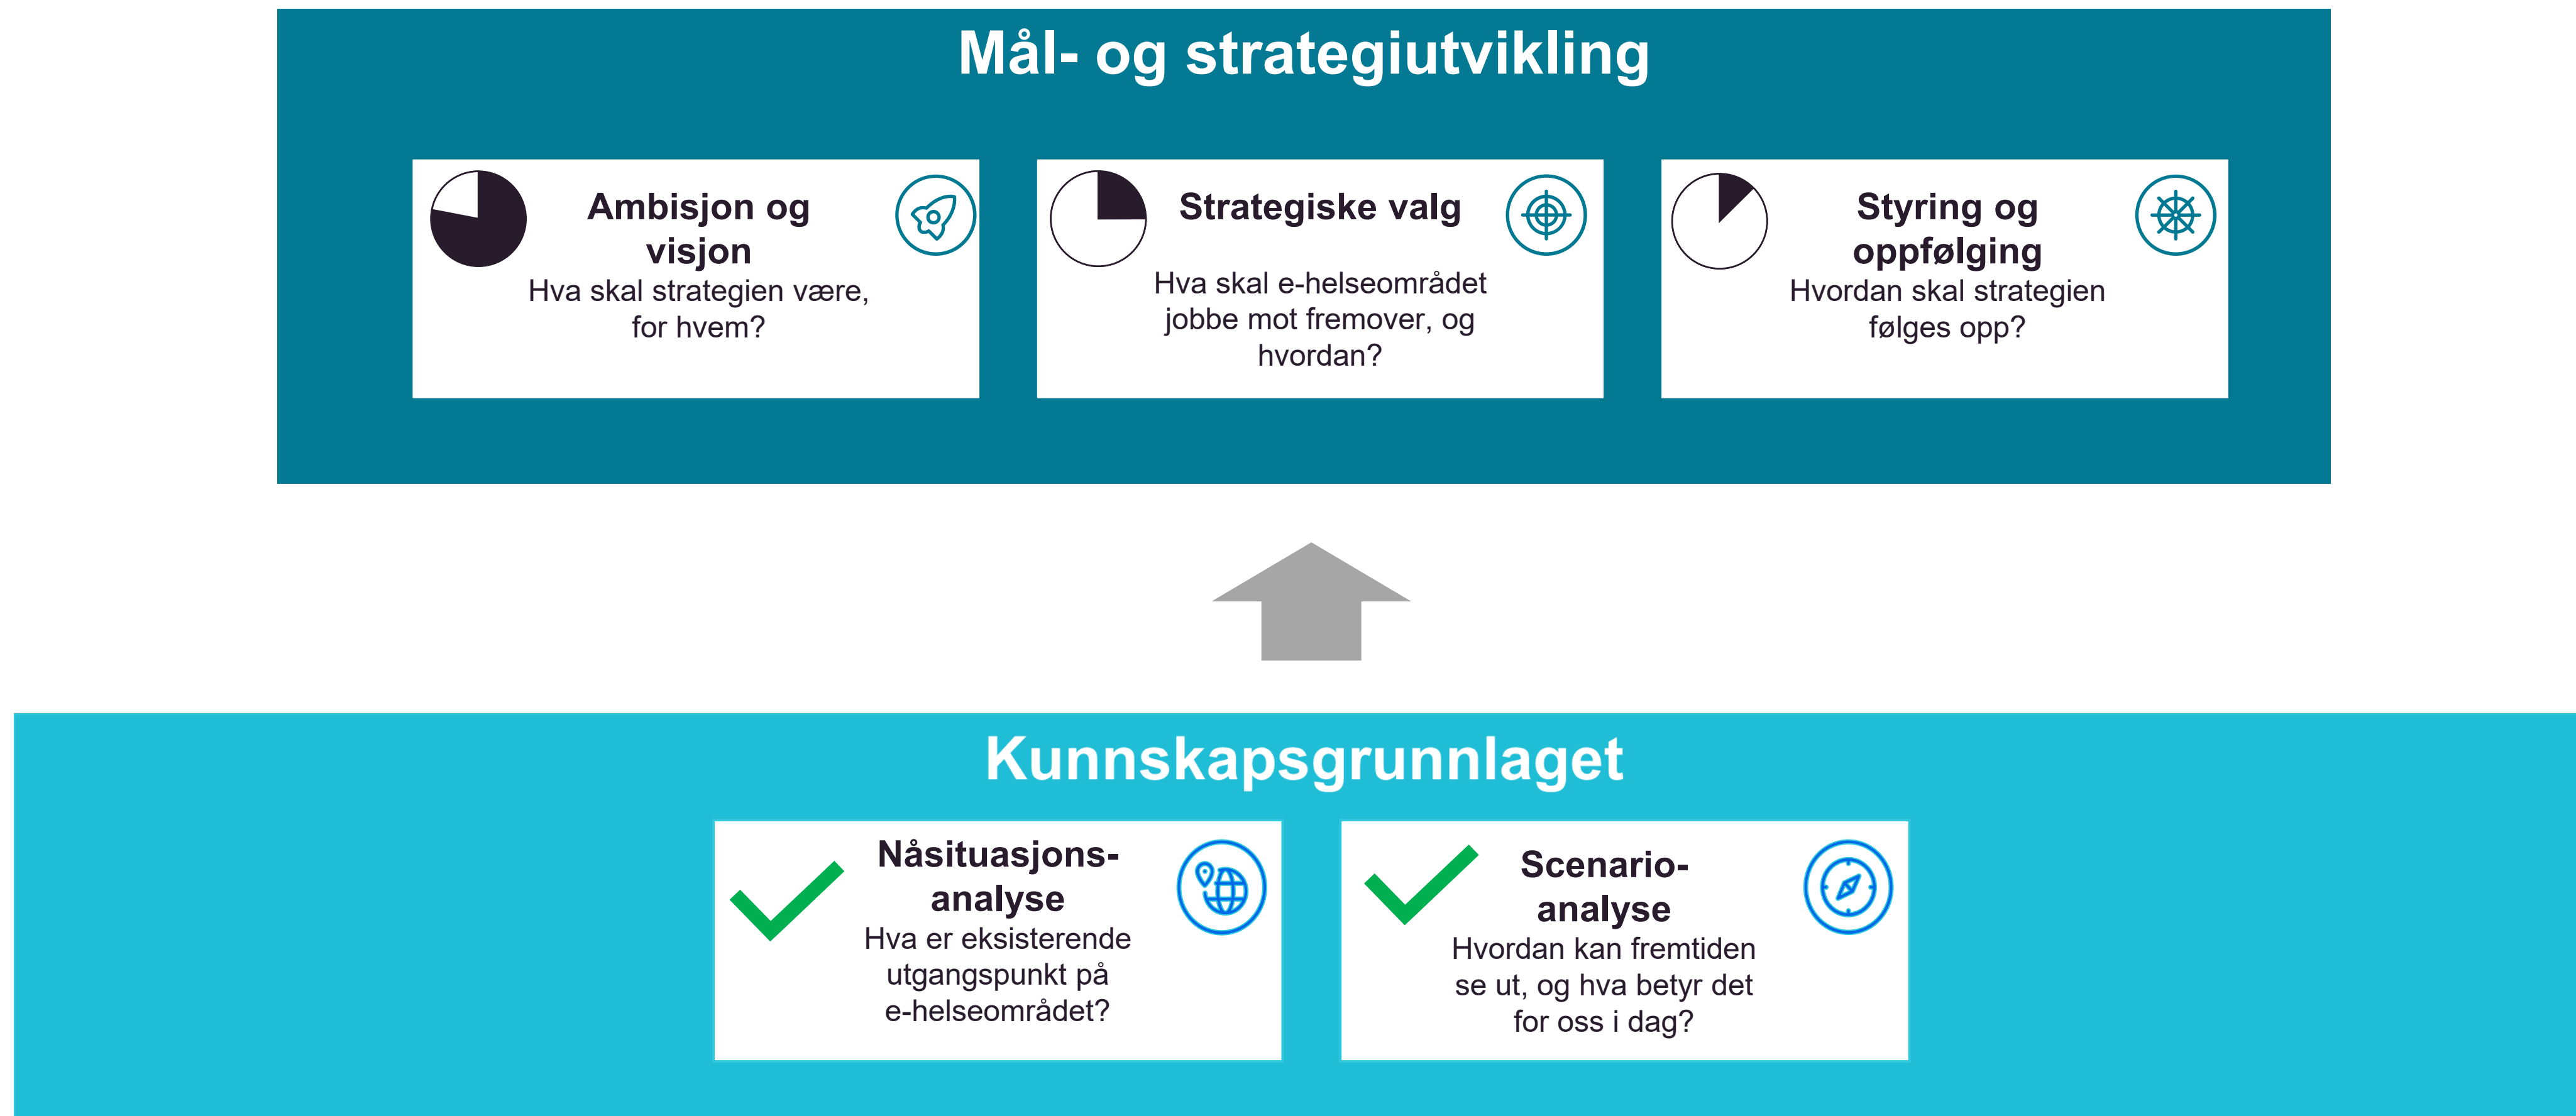 Mål- og strategiutvikling
Ambisjon og
visjon
Hva skal strategien være,
for hvem?
Strategiske valg
Hva skal e-helseområdet
jobbe mot fremover, og
hvordan?
Styring og
oppfølging
Hvordan skal strategien
følges opp?
Kunnskapsgrunnlaget
Nåsituasjons-
analyse
Hva er eksisterende
utgangspunkt på
e-helseområdet?
Scenario-
analyse
Hvordan kan fremtiden
se ut, og hva betyr det
for oss i dag?